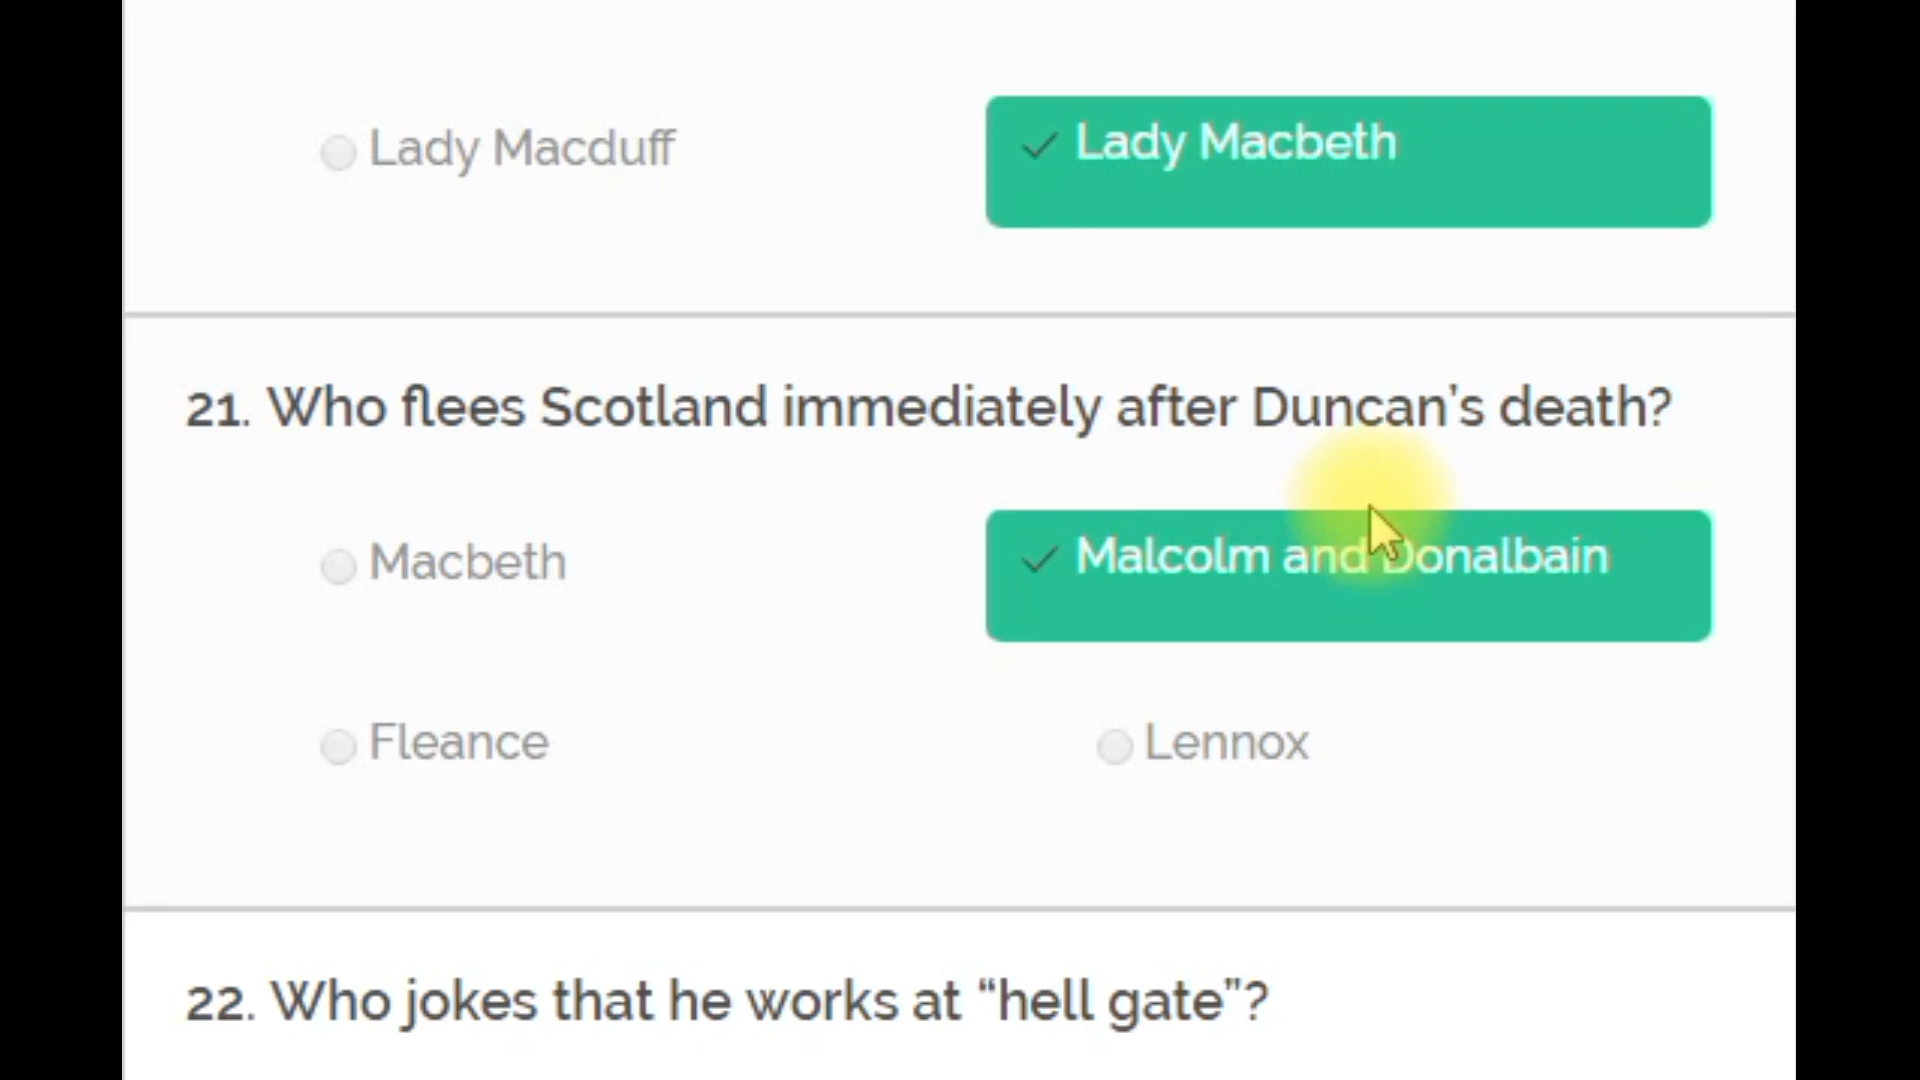 Lady Macduff
Lady Macbeth
21. Who flees Scotland immediately after Duncan’s death?
Macbeth
Malcolm and Donalbain
Fleance
Lennox
22. Who jokes that he works at “hell gate”?